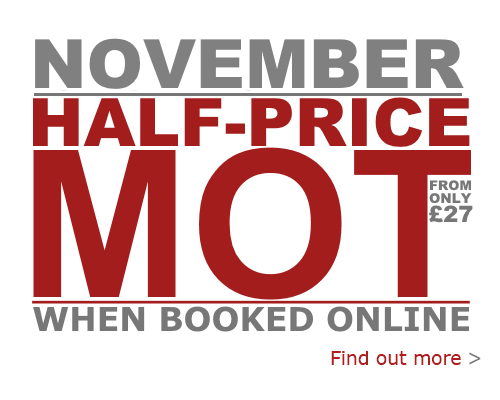 NOVEMBER
HALF-PRICE
MOT
FROM
ONLY
£27
WHEN BOOKED ONLINE
Find out more >